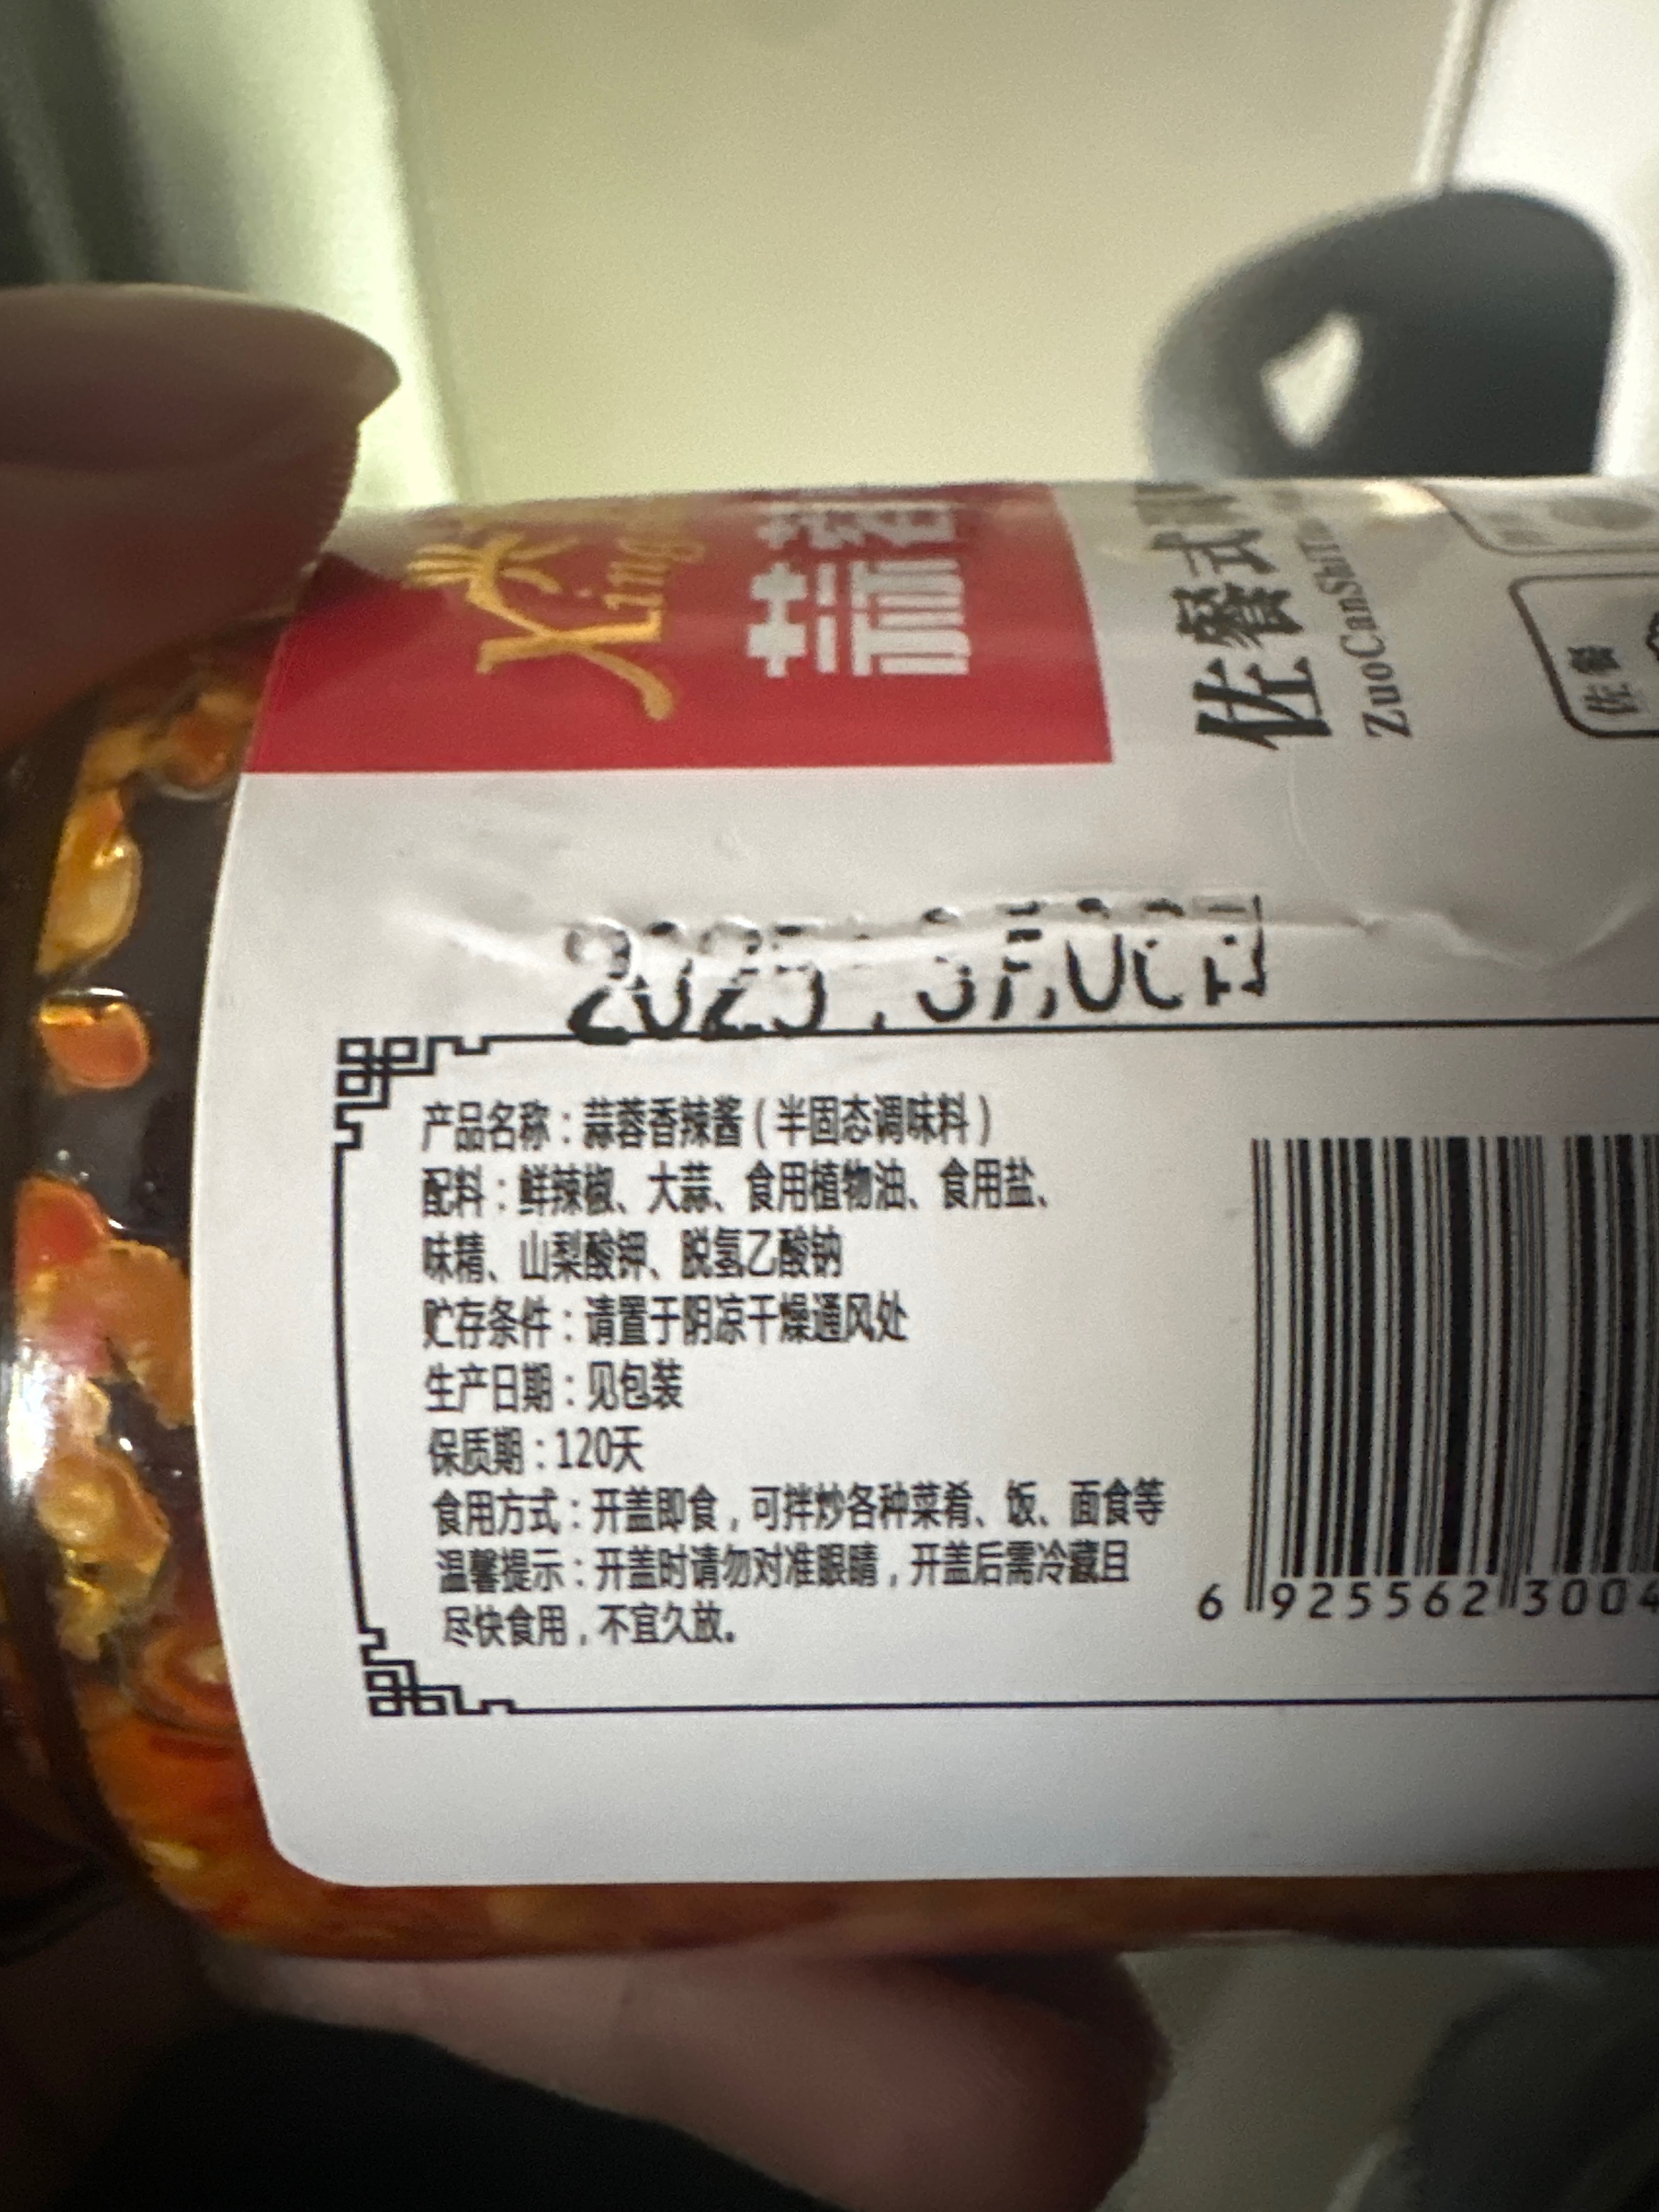 Xing
佐餐式
ZuoCanShiT
佐餐
产品名称：蒜蓉香辣酱（半固态调味料）
配料：鲜辣椒、大蒜、食用植物油、食用盐、
味精、山梨酸钾、脱氢乙酸钠
贮存条件：请置于阴凉干燥通风处
生产日期：见包装
保质期：120天
食用方式：开盖即食，可拌炒各种菜肴、饭、面食等
温馨提示：开盖时请勿对准眼睛，开盖后需冷藏且
尽快食用，不宜久放。
6 925562 3004